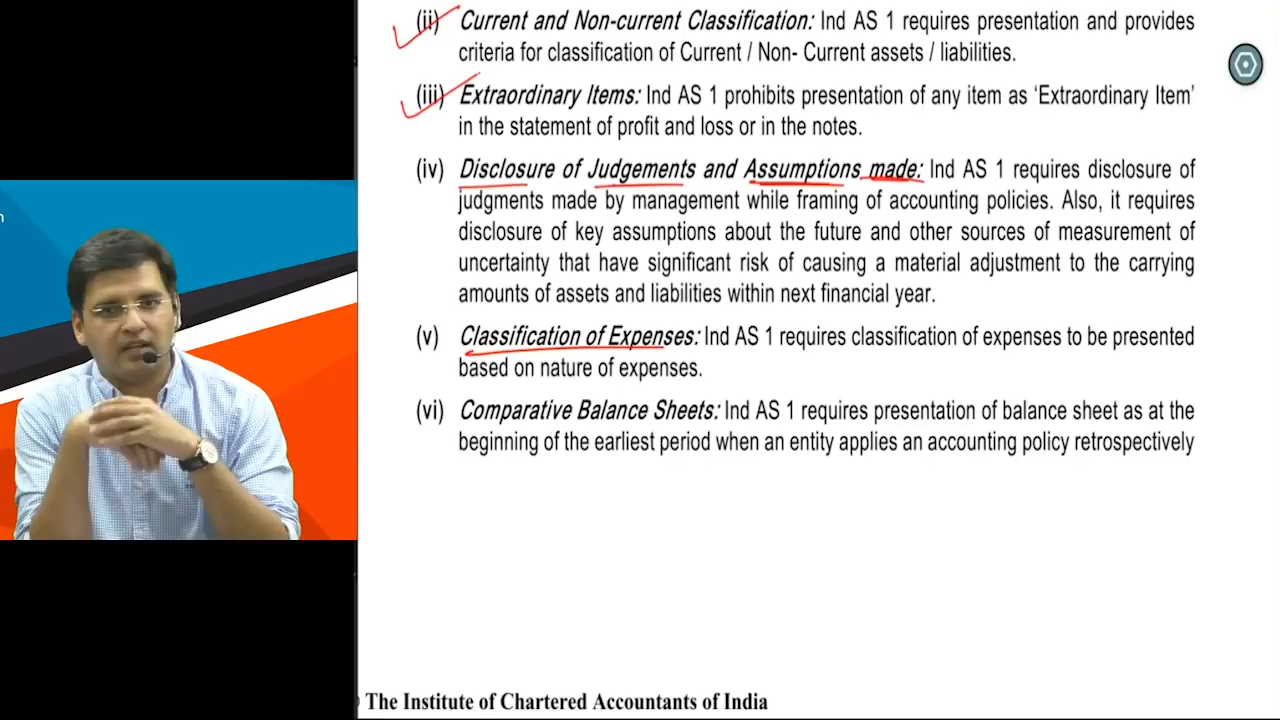 (ii) Current and Non-current Classification: Ind AS 1 requires presentation and provides
criteria for classification of Current / Non- Current assets / liabilities.
(iii) Extraordinary Items: Ind AS 1 prohibits presentation of any item as ‘Extraordinary Item’
in the statement of profit and loss or in the notes.
(iv) Disclosure of Judgements and Assumptions made: Ind AS 1 requires disclosure of
judgments made by management while framing of accounting policies. Also, it requires
disclosure of key assumptions about the future and other sources of measurement of
uncertainty that have significant risk of causing a material adjustment to the carrying
amounts of assets and liabilities within next financial year.
(v) Classification of Expenses: Ind AS 1 requires classification of expenses to be presented
based on nature of expenses.
(vi) Comparative Balance Sheets: Ind AS 1 requires presentation of balance sheet as at the
beginning of the earliest period when an entity applies an accounting policy retrospectively
The Institute of Chartered Accountants of India